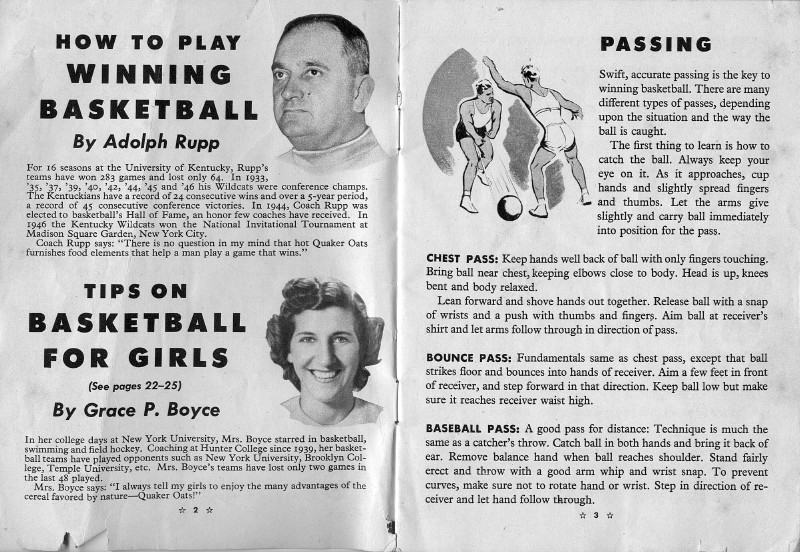 HOW TO PLAY
WINNING
BASKETBALL
By Adolph Rupp
For 16 seasons at the University of Kentucky, Rupp's
teams have won 283 games and lost only 64. In 1933,
'35, '37, '39, '40, '42, '44, '45 and '46 his Wildcats were conference champs.
The Kentuckians have a record of 24 consecutive wins and over a 5-year period,
a record of 45 consecutive conference victories. In 1944, Coach Rupp was
elected to basketball's Hall of Fame, an honor few coaches have received. In
1946 the Kentucky Wildcats won the National Invitational Tournament at
Madison Square Garden, New York City.
Coach Rupp says: "There is no question in my mind that hot Quaker Oats
furnishes food elements that help a man play a game that wins."
TIPS ON
BASKETBALL
FOR GIRLS
(See pages 22–25)
By Grace P. Boyce
In her college days at New York University, Mrs. Boyce starred in basketball,
swimming and field hockey. Coaching at Hunter College since 1939, her basket-
ball teams have played opponents such as New York University, Brooklyn Col-
lege, Temple University, etc. Mrs. Boyce's teams have lost only two games in
the last 48 played.
Mrs. Boyce says: "I always tell my girls to enjoy the many advantages of the
cereal favored by nature—Quaker Oats!"
☆ 2 ☆
PASSING
Swift, accurate passing is the key to
winning basketball. There are many
different types of passes, depending
upon the situation and the way the
ball is caught.
The first thing to learn is how to
catch the ball. Always keep your
eye on it. As it approaches, cup
hands and slightly spread fingers
and thumbs. Let the arms give
slightly and carry ball immediately
into position for the pass.
CHEST PASS: Keep hands well back of ball with only fingers touching.
Bring ball near chest, keeping elbows close to body. Head is up, knees
bent and body relaxed.
Lean forward and shove hands out together. Release ball with a snap
of wrists and a push with thumbs and fingers. Aim ball at receiver's
shirt and let arms follow through in direction of pass.
BOUNCE PASS: Fundamentals same as chest pass, except that ball
strikes floor and bounces into hands of receiver. Aim a few feet in front
of receiver, and step forward in that direction. Keep ball low but make
sure it reaches receiver waist high.
BASEBALL PASS: A good pass for distance: Technique is much the
same as a catcher's throw. Catch ball in both hands and bring it back of
ear. Remove balance hand when ball reaches shoulder. Stand fairly
erect and throw with a good arm whip and wrist snap. To prevent
curves, make sure not to rotate hand or wrist. Step in direction of re-
ceiver and let hand follow through.
☆ 3 ☆